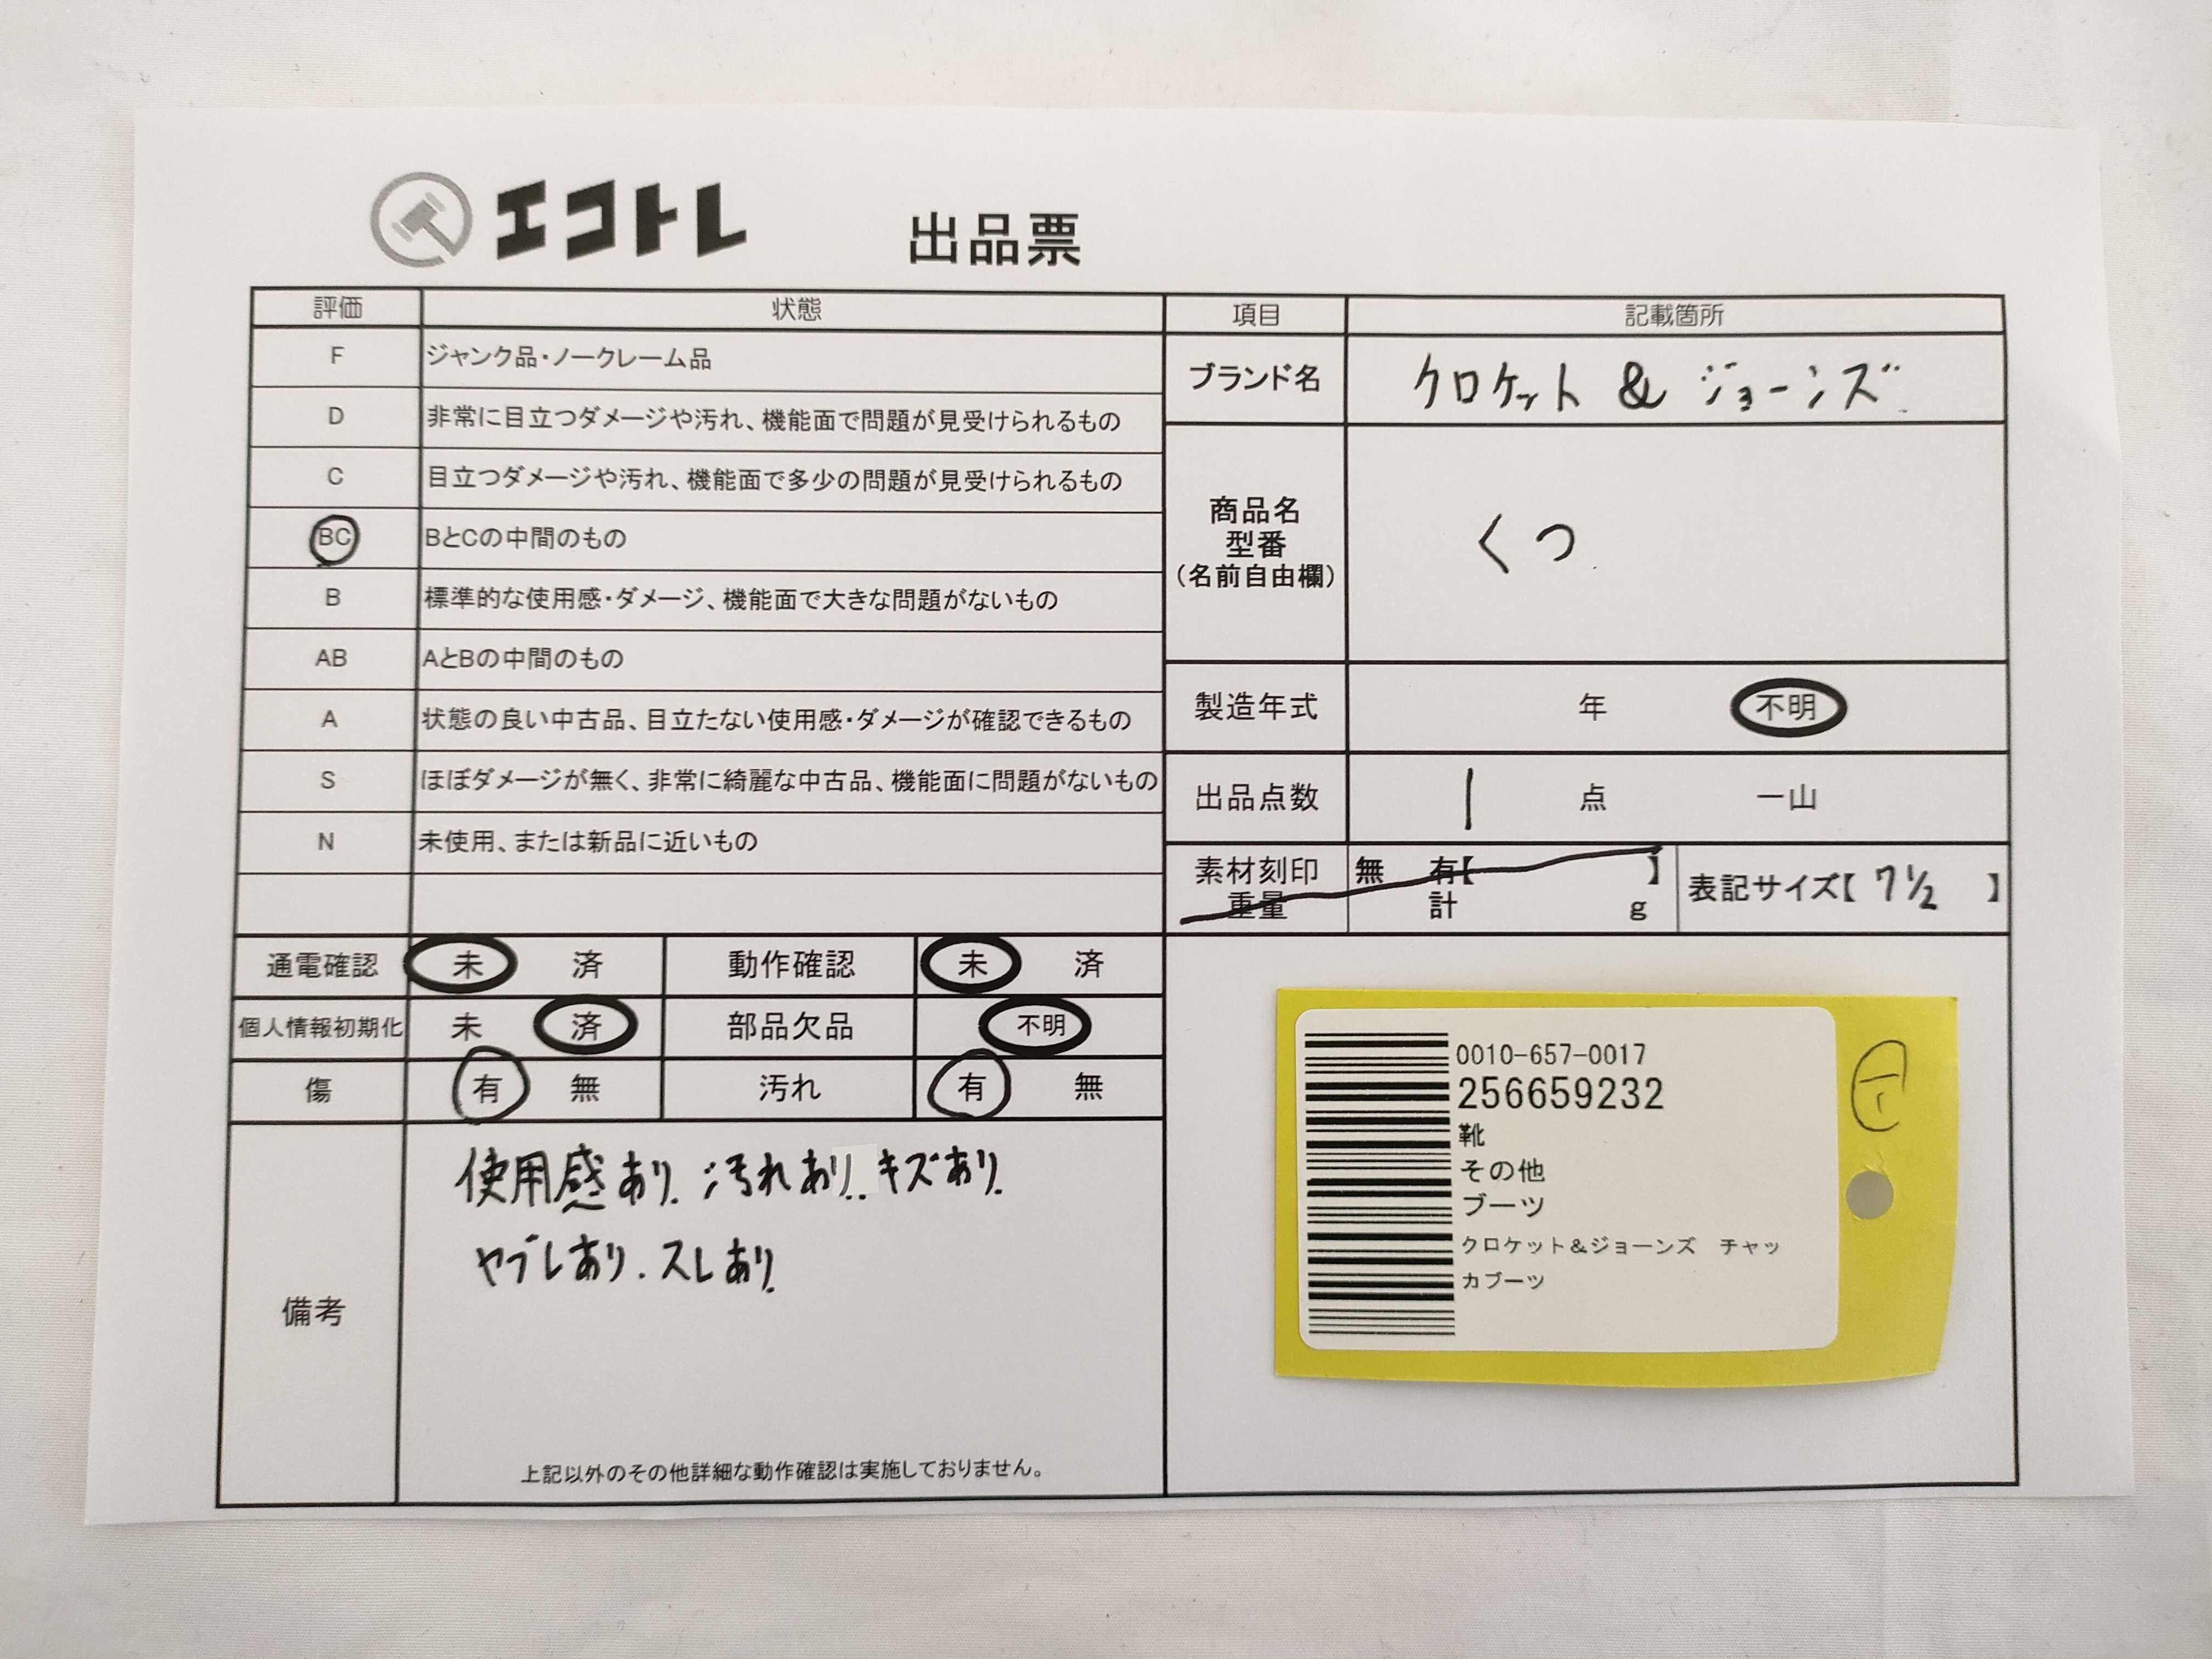 エコトレ 出品票
評価 状態
F ジャンク品・ノークレーム品
D 非常に目立つダメージや汚れ、機能面で問題が見受けられるもの
C 目立つダメージや汚れ、機能面で多少の問題が見受けられるもの
BC BとCの中間のもの
B 標準的な使用感・ダメージ、機能面で大きな問題がないもの
AB AとBの中間のもの
A 状態の良い中古品、目立たない使用感・ダメージが確認できるもの
S ほぼダメージが無く、非常に綺麗な中古品、機能面に問題がないもの
N 未使用、または新品に近いもの
項目 記載箇所
ブランド名 クロケット & ジョーンズ
商品名
型番
(名前自由欄)
くつ
製造年式 年 不明
出品点数 1 点 一山
素材刻印 無 有【 】
重量 計 g
表記サイズ【 7 1/2 】
通電確認 未 済 動作確認 未 済
個人情報初期化 未 済 部品欠品 不明
傷 有 無 汚れ 有 無
備考
使用感あり. 汚れあり. キズあり.
ヤブレあり. スレあり.
上記以外のその他詳細な動作確認は実施しておりません。
0010-657-0017
256659232
靴
その他
ブーツ
クロケット&ジョーンズ チャッ
カブーツ